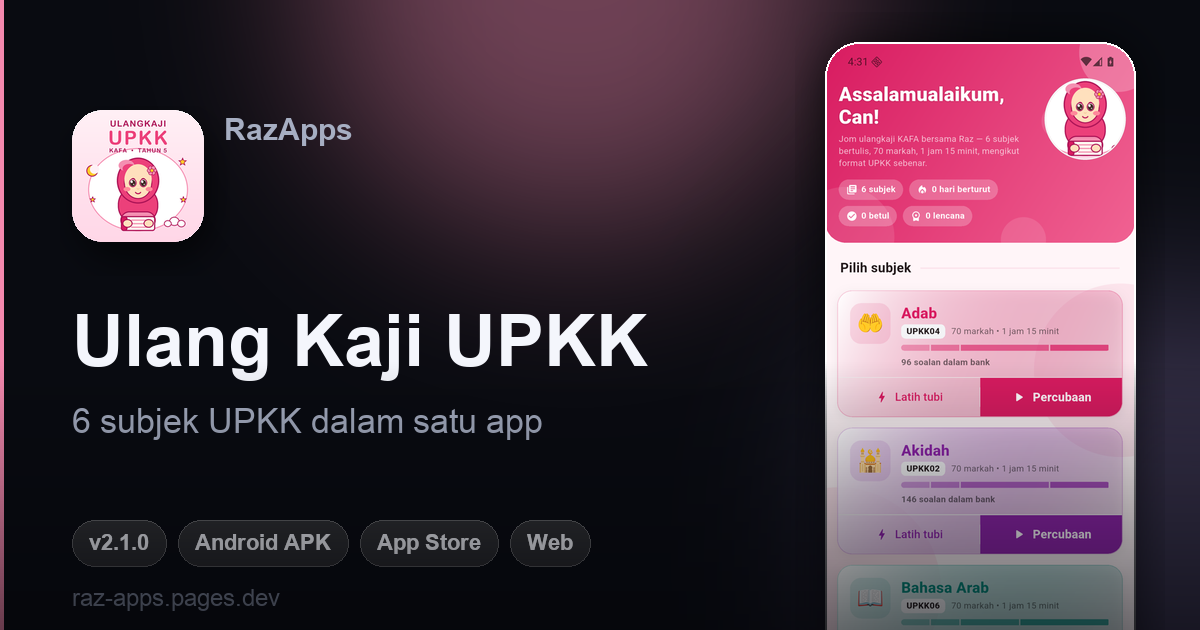 ULANGKAJI
UPKK
KAFA • TAHUN 5
RazApps
Ulang Kaji UPKK
6 subjek UPKK dalam satu app
v2.1.0
Android APK
App Store
Web
raz-apps.pages.dev
4:31
Assalamualaikum,
Can!
Jom ulangkaji KAFA bersama Raz — 6 subjek
bertulis, 70 markah, 1 jam 15 minit, mengikut
format UPKK sebenar.
6 subjek
0 hari berturut
0 betul
0 lencana
Pilih subjek
Adab
UPKK04 70 markah • 1 jam 15 minit
96 soalan dalam bank
Latih tubi
Percubaan
Akidah
UPKK02 70 markah • 1 jam 15 minit
146 soalan dalam bank
Latih tubi
Percubaan
Bahasa Arab
UPKK06 70 markah • 1 jam 15 minit